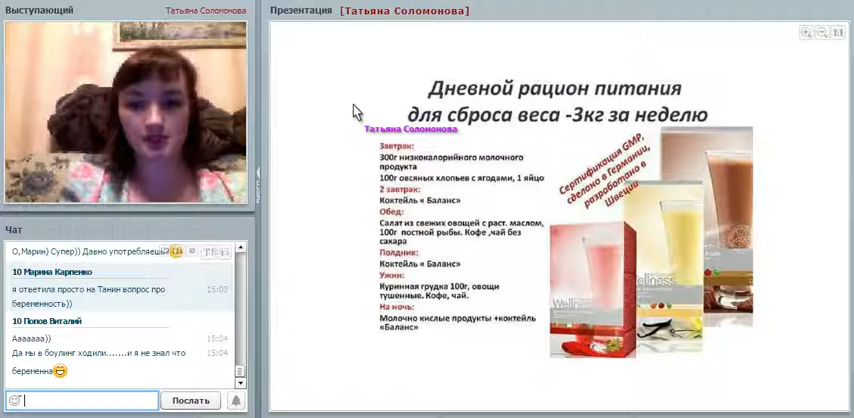 Выступающий
Татьяна Соломонова
Чат
О, Марин) Супер)) Давно употребляешь?
10 Марина Карпенко
я ответила просто на Танин вопрос про
15:03
беременность))
10 Попов Виталий
Ааааааа))
15:04
Да мы в боулинг ходили.......и я не знал что
15:04
беременна
Послать
Презентация
[Татьяна Соломонова]
1:1
Дневной рацион питания
для сброса веса -3кг за неделю
Татьяна Соломонова
Завтрак:
300г низкокалорийного молочного
продукта
100г овсяных хлопьев с ягодами, 1 яйцо
2 завтрак:
Коктейль « Баланс»
Обед:
Салат из свежих овощей с раст. маслом,
100г постной рыбы. Кофе ,чай без
сахара
Полдник:
Коктейль « Баланс»
Ужин:
Куринная грудка 100г, овощи
тушенные. Кофе, чай.
На ночь:
Молочно кислые продукты +коктейль
«Баланс»
Сертификация GMP,
сделано в Германии,
разработано в
Швеции
Wellness